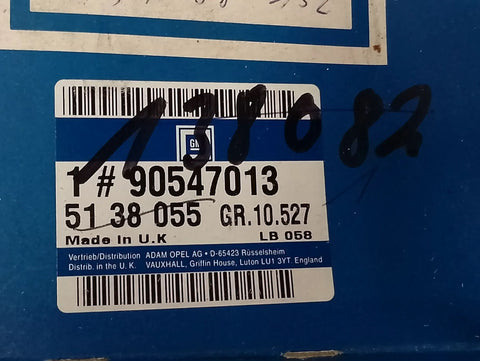 138082
GM
1 # 90547013
51 38 055 GR.10.527
Made In U.K LB 058
Vertrieb/Distribution ADAM OPEL AG • D-65423 Rüsselsheim
Distrib. in the U. K. VAUXHALL, Griffin House, Luton LU1 3YT England